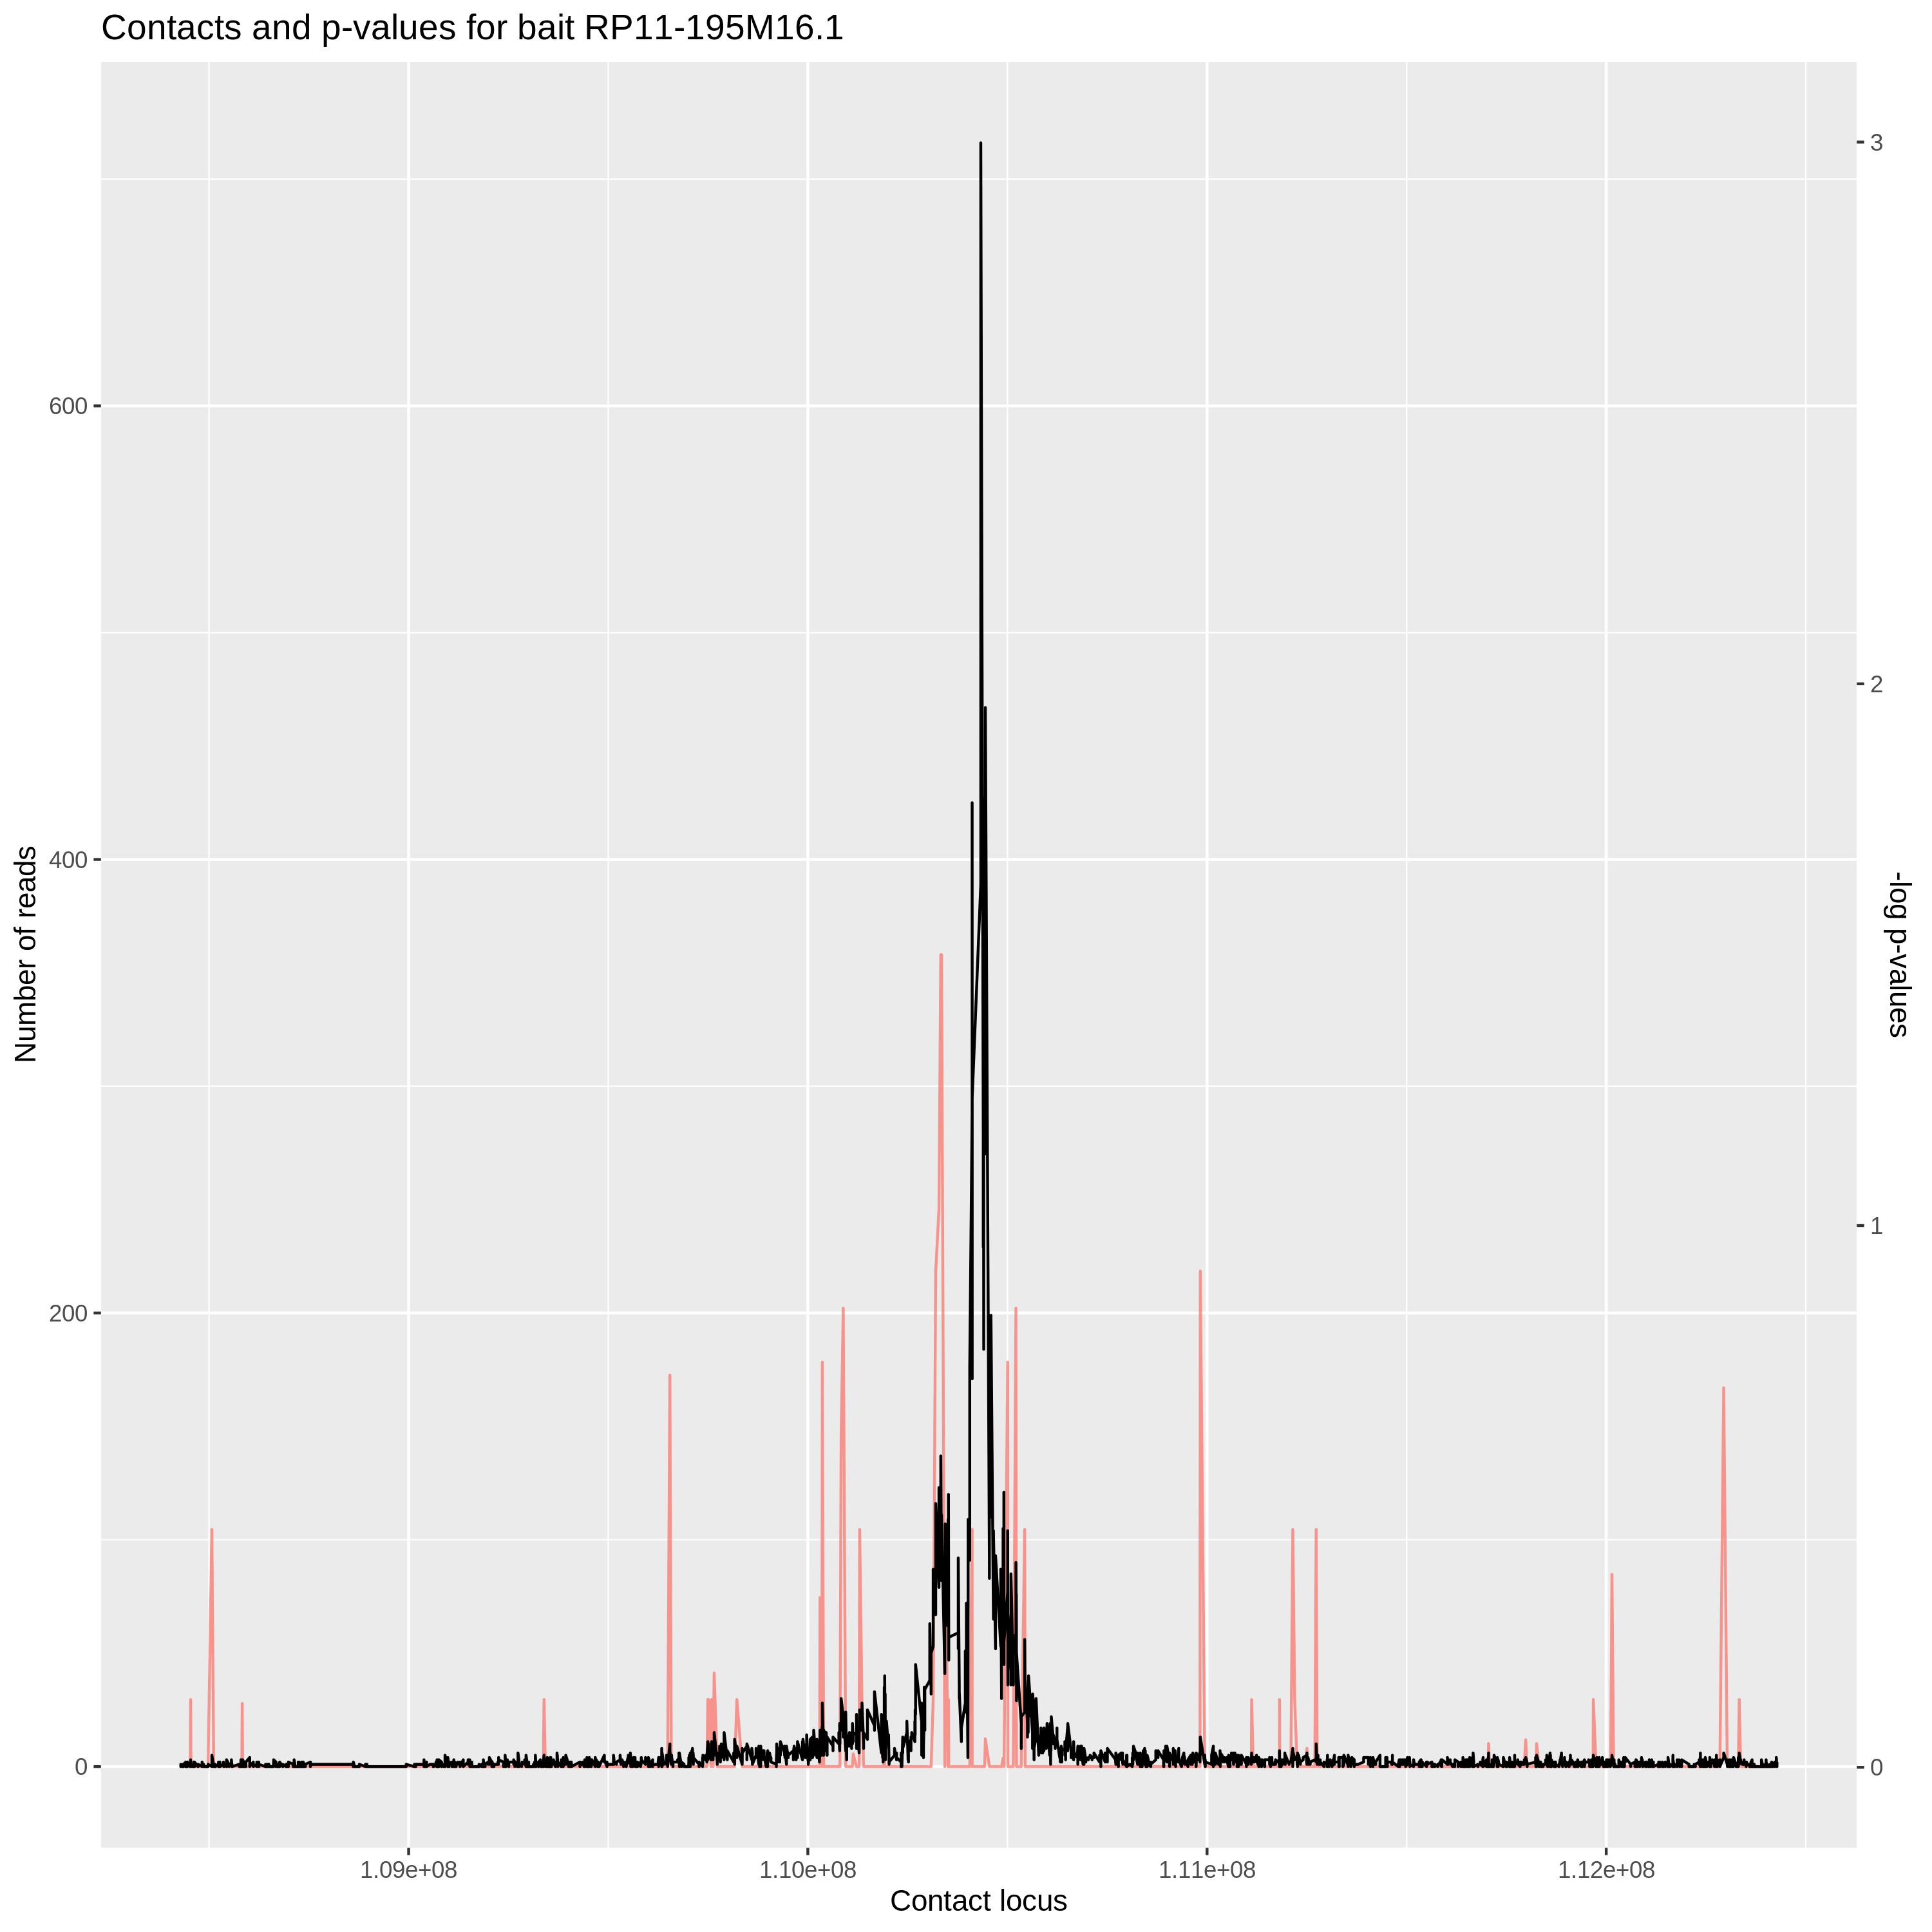 Contacts and p-values for bait RP11-195M16.1
Number of reads
600
400
200
0
3
2
1
0
-log p-values
1.09e+08 1.10e+08 1.11e+08 1.12e+08
Contact locus